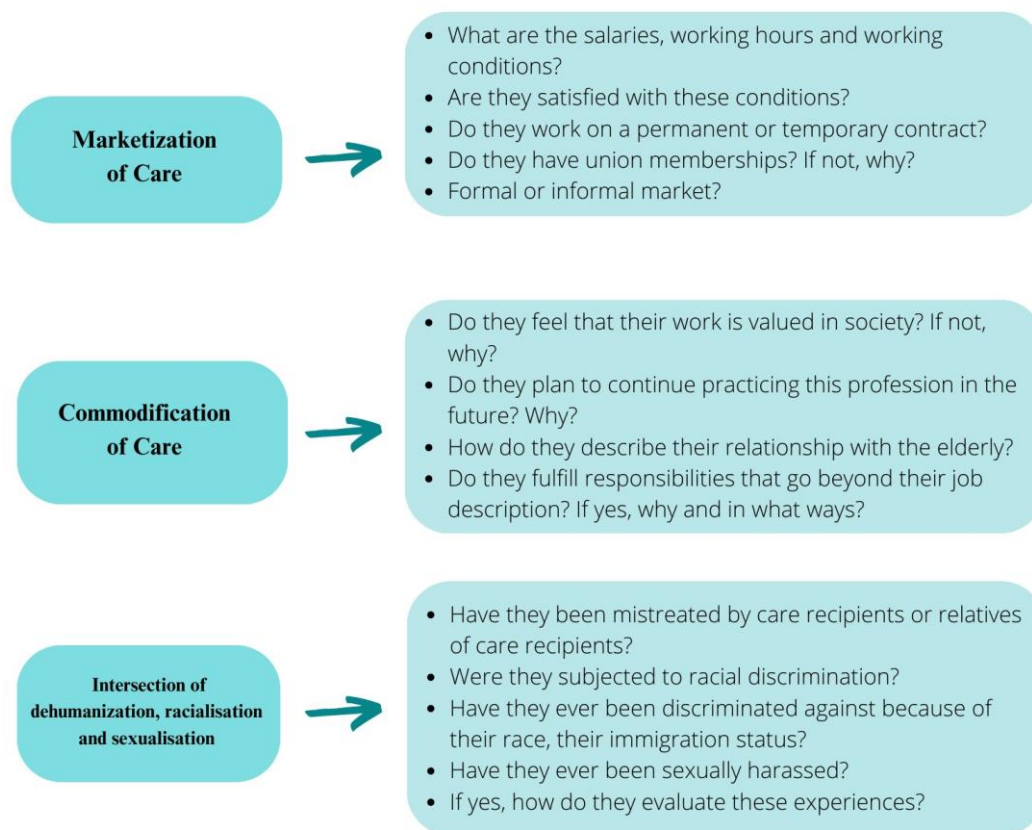 Marketization
of Care
• What are the salaries, working hours and working
conditions?
• Are they satisfied with these conditions?
• Do they work on a permanent or temporary contract?
• Do they have union memberships? If not, why?
• Formal or informal market?
Commodification
of Care
• Do they feel that their work is valued in society? If not,
why?
• Do they plan to continue practicing this profession in the
future? Why?
• How do they describe their relationship with the elderly?
• Do they fulfill responsibilities that go beyond their job
description? If yes, why and in what ways?
Intersection of
dehumanization, racialisation
and sexualisation
• Have they been mistreated by care recipients or relatives
of care recipients?
• Were they subjected to racial discrimination?
• Have they ever been discriminated against because of
their race, their immigration status?
• Have they ever been sexually harassed?
• If yes, how do they evaluate these experiences?